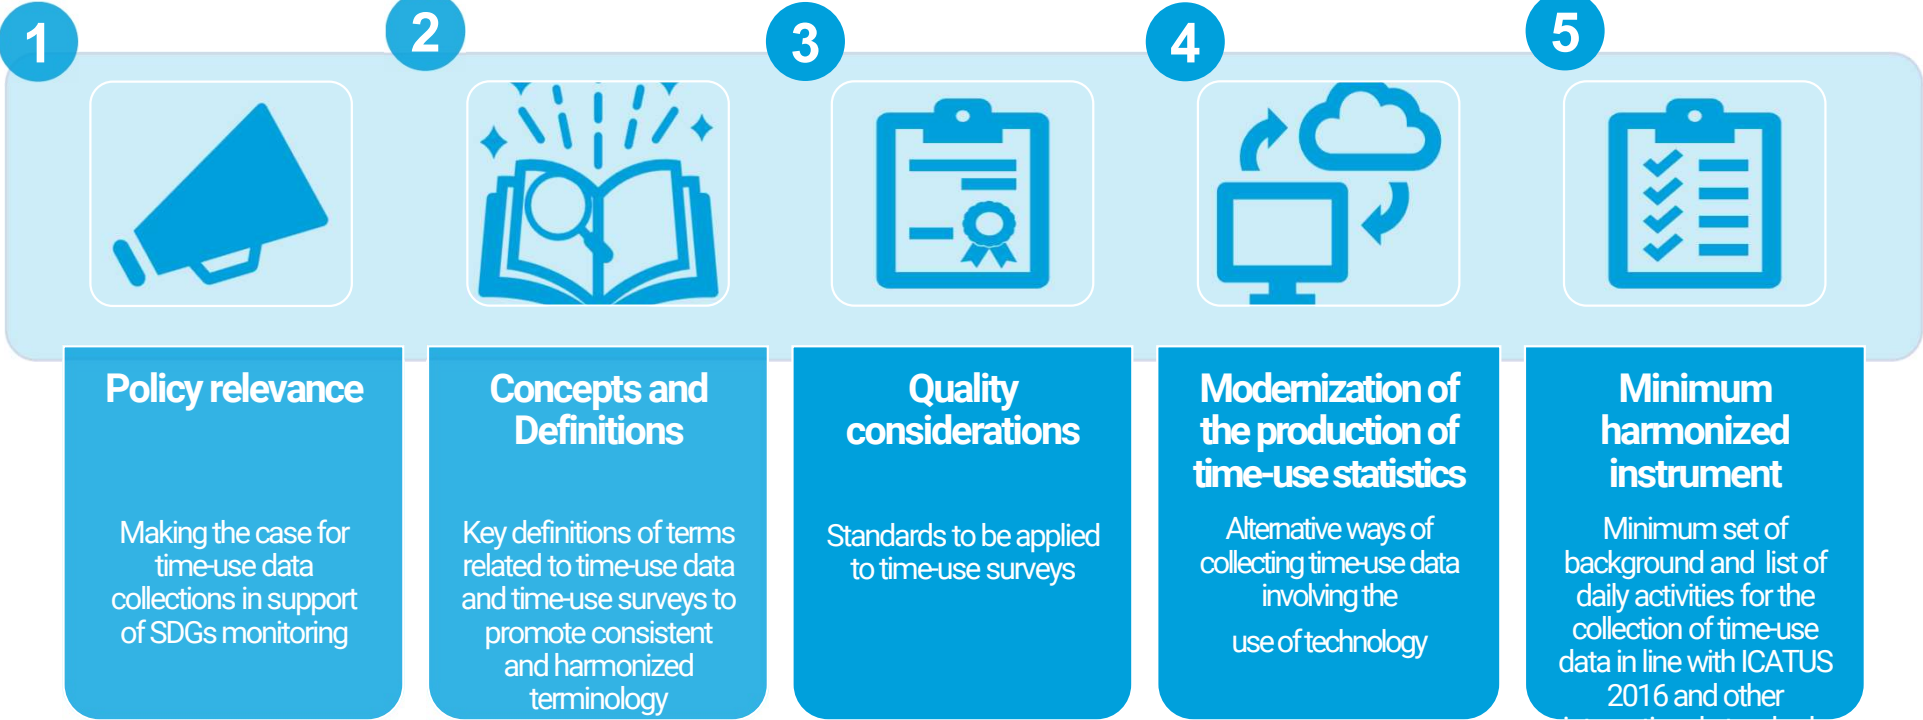 1
Policy relevance
Making the case for
time-use data
collections in support
of SDGs monitoring
2
Concepts and
Definitions
Key definitions of terms
related to time-use data
and time-use surveys to
promote consistent
and harmonized
terminology
3
Quality
considerations
Standards to be applied
to time-use surveys
4
Modernization of
the production of
time-use statistics
Alternative ways of
collecting time-use data
involving the
use of technology
5
Minimum
harmonized
instrument
Minimum set of
background and list of
daily activities for the
collection of time-use
data in line with ICATUS
2016 and other